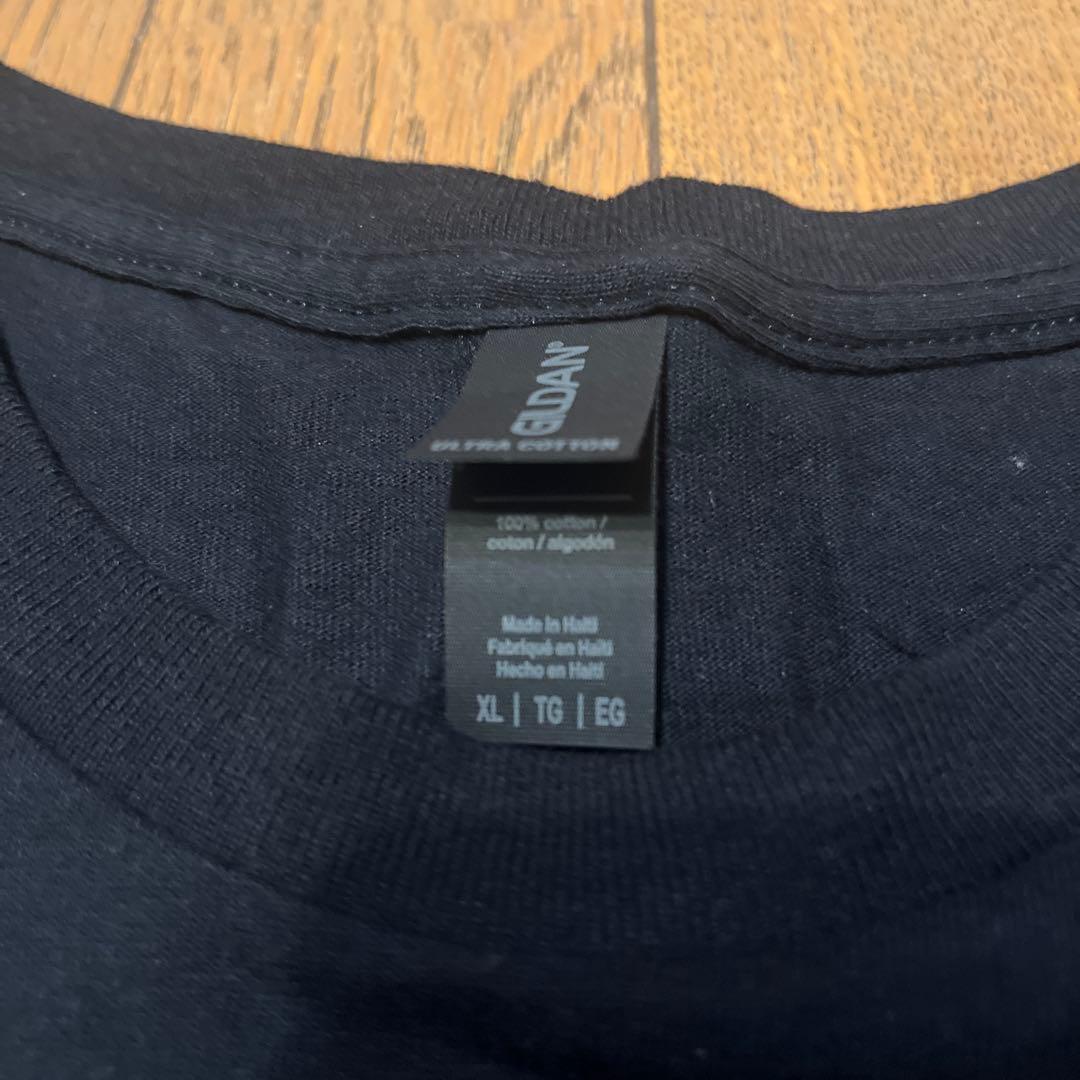 GILDAN®
ULTRA COTTON
100% cotton /
coton / algodón
Made in Haiti
Fabriqué en Haïti
Hecho en Haití
XL | TG | EG